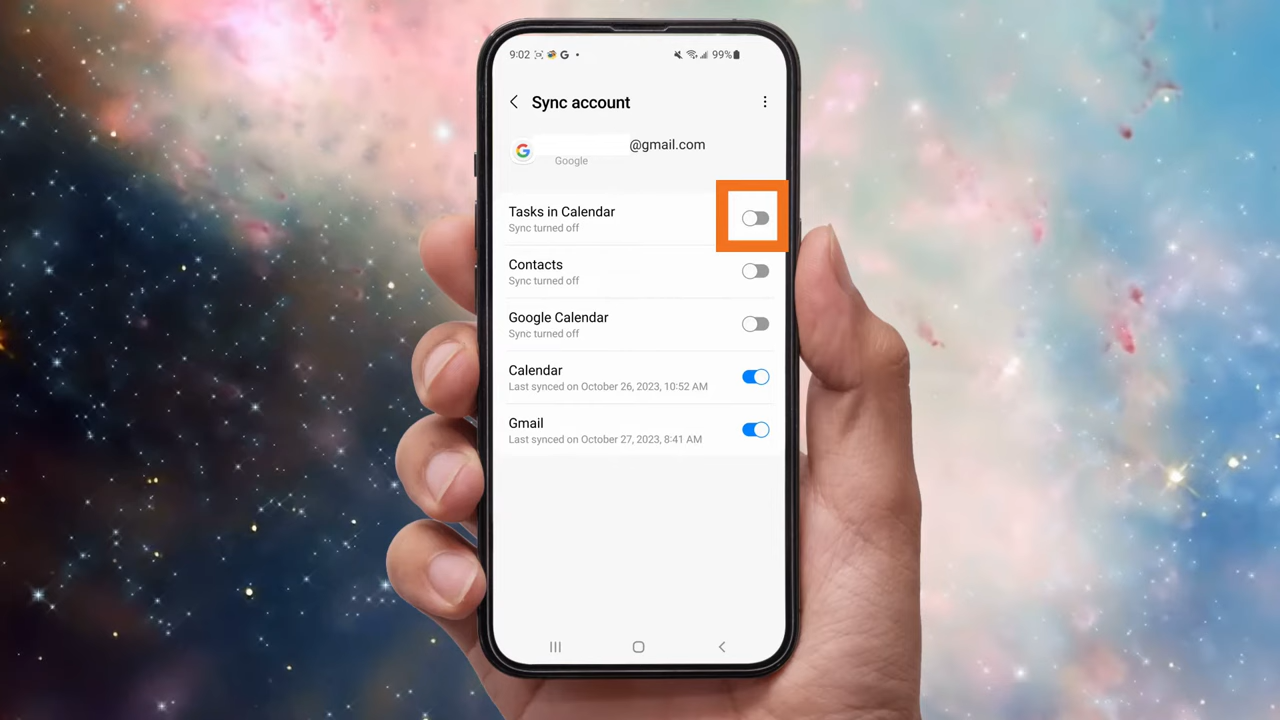 9:02 G 99%
Sync account
@gmail.com
Google
Tasks in Calendar
Sync turned off
Contacts
Sync turned off
Google Calendar
Sync turned off
Calendar
Last synced on October 26, 2023, 10:52 AM
Gmail
Last synced on October 27, 2023, 8:41 AM